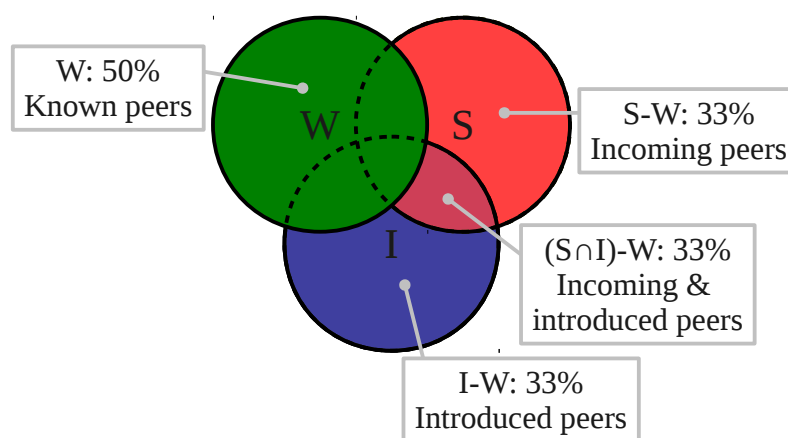 W: 50%
Known peers
W
S
S-W: 33%
Incoming peers
I
(S∩I)-W: 33%
Incoming &
introduced peers
I-W: 33%
Introduced peers